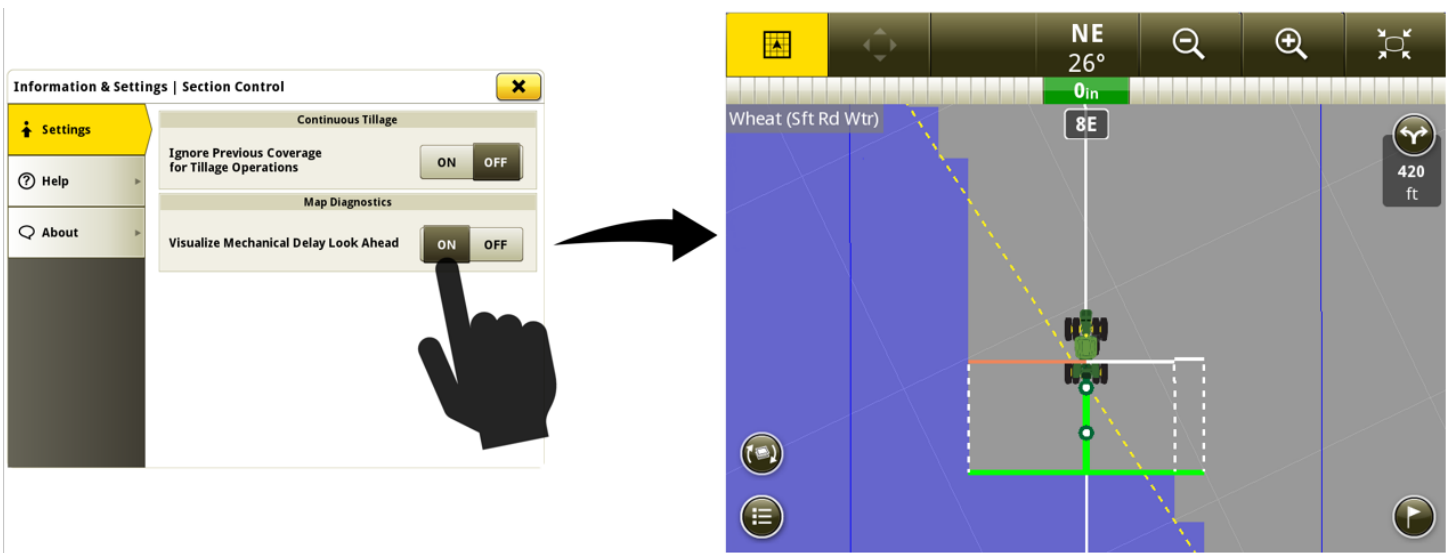 Information & Settings | Section Control
Settings
Help
About
Continuous Tillage
Ignore Previous Coverage
for Tillage Operations
ON OFF
Map Diagnostics
Visualize Mechanical Delay Look Ahead
ON OFF
NE
26°
0in
Wheat (Sft Rd Wtr)
8E
420
ft